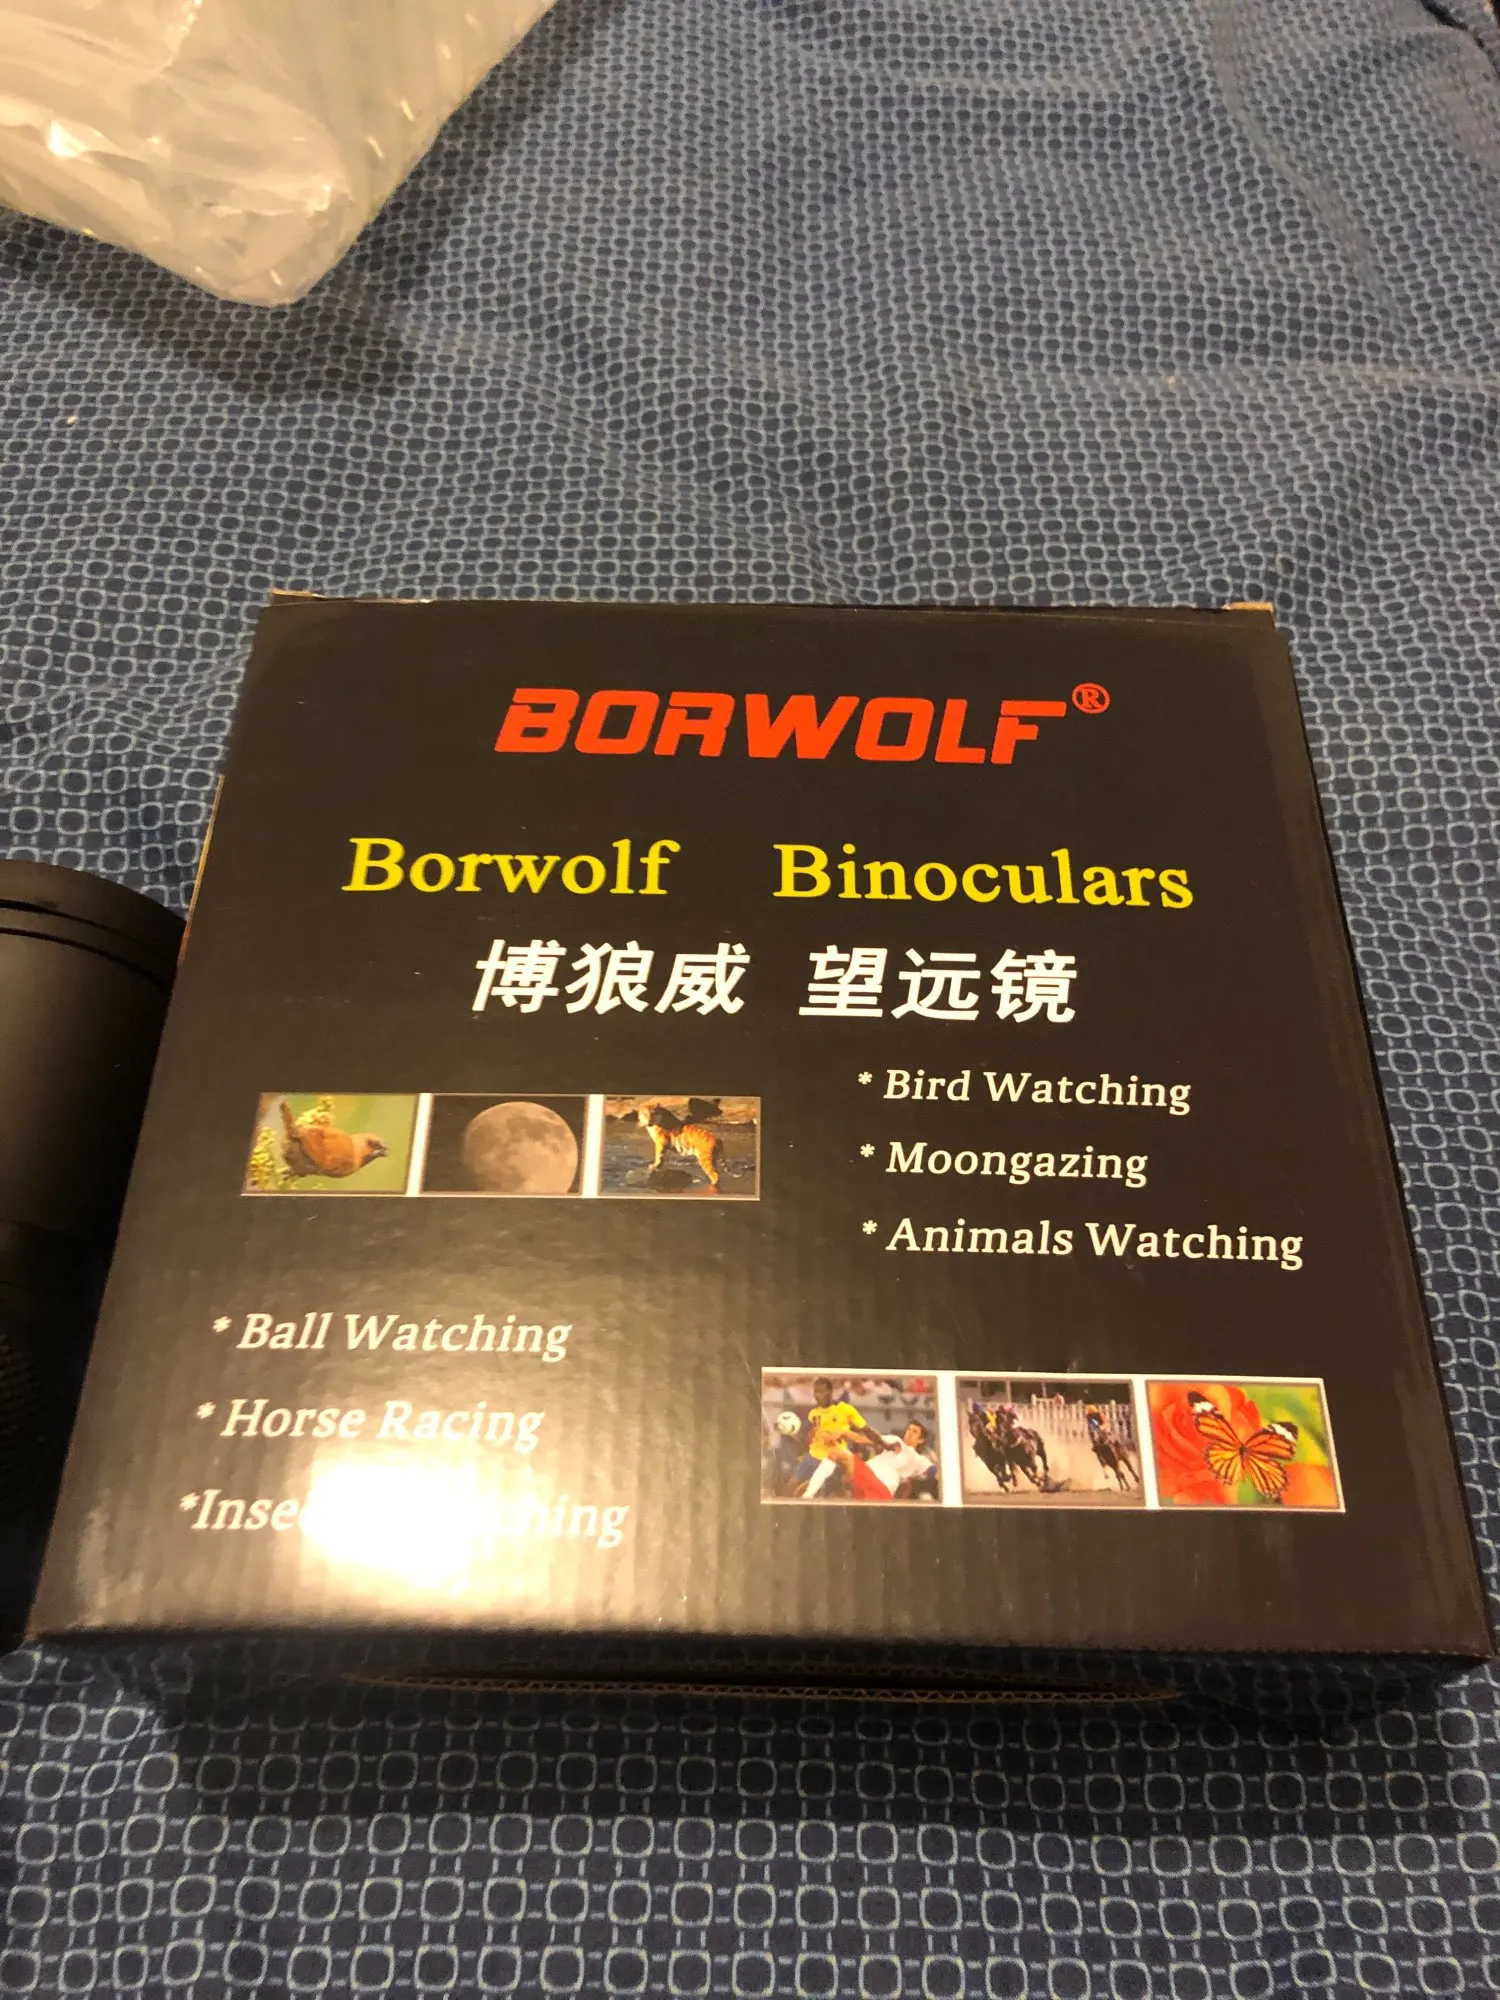 BORWOLF®
Borwolf Binoculars
博狼威 望远镜
* Bird Watching
* Moongazing
* Animals Watching
* Ball Watching
* Horse Racing